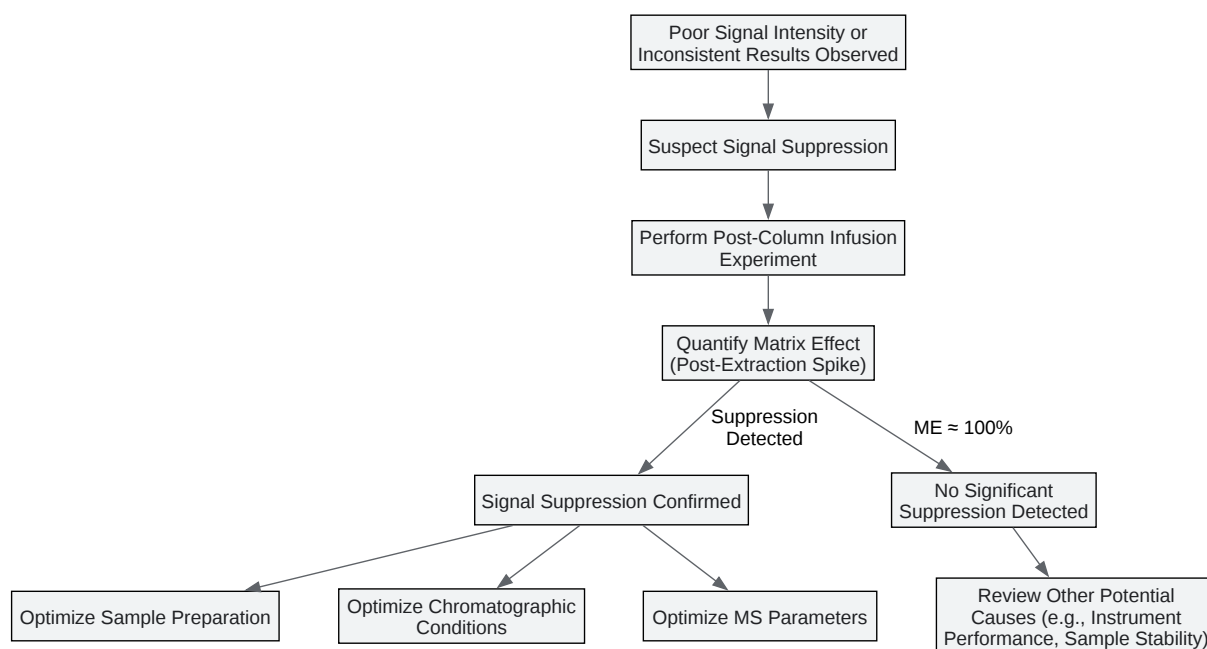 Poor Signal Intensity or
Inconsistent Results Observed
Suspect Signal Suppression
Perform Post-Column Infusion
Experiment
Quantify Matrix Effect
(Post-Extraction Spike)
Suppression
Detected
ME ≈ 100%
Signal Suppression Confirmed
No Significant
Suppression Detected
Optimize Sample Preparation
Optimize Chromatographic
Conditions
Optimize MS Parameters
Review Other Potential
Causes (e.g., Instrument
Performance, Sample Stability)